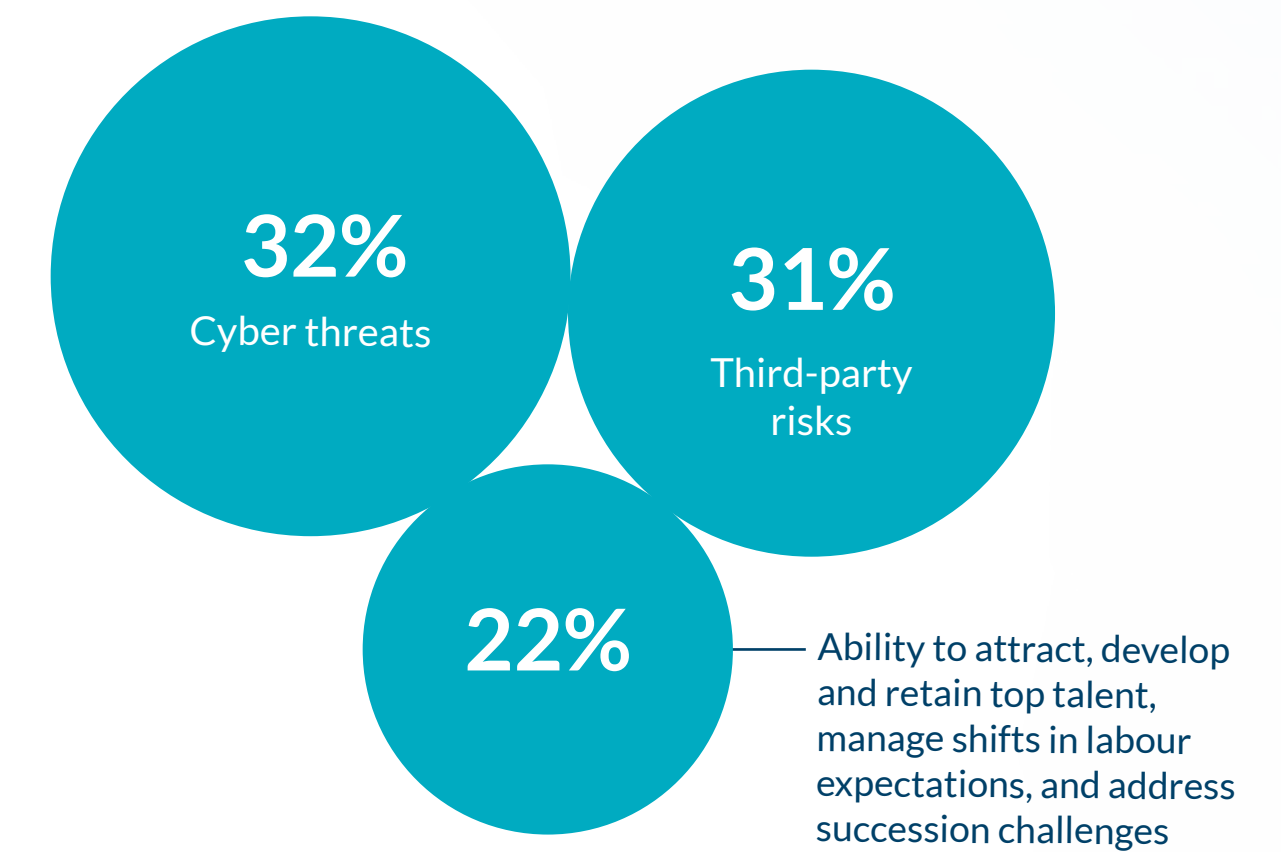 32%
Cyber threats
31%
Third-party
risks
22%
Ability to attract, develop
and retain top talent,
manage shifts in labour
expectations, and address
succession challenges